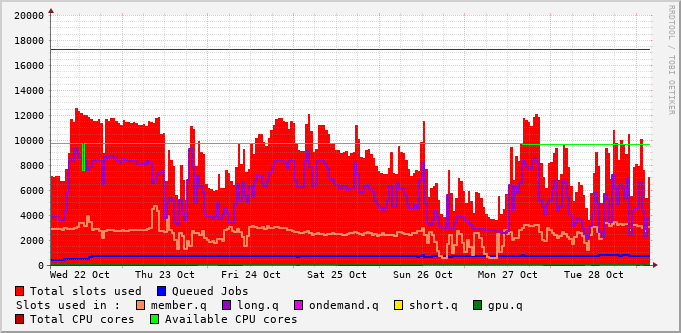 20000
18000
16000
14000
12000
10000
8000
6000
4000
2000
0
Wed 22 Oct Thu 23 Oct Fri 24 Oct Sat 25 Oct Sun 26 Oct Mon 27 Oct Tue 28 Oct
Total slots used Queued Jobs
Slots used in : member.q long.q ondemand.q short.q gpu.q
Total CPU cores Available CPU cores
RRDTOOL / TOBI OETIKER